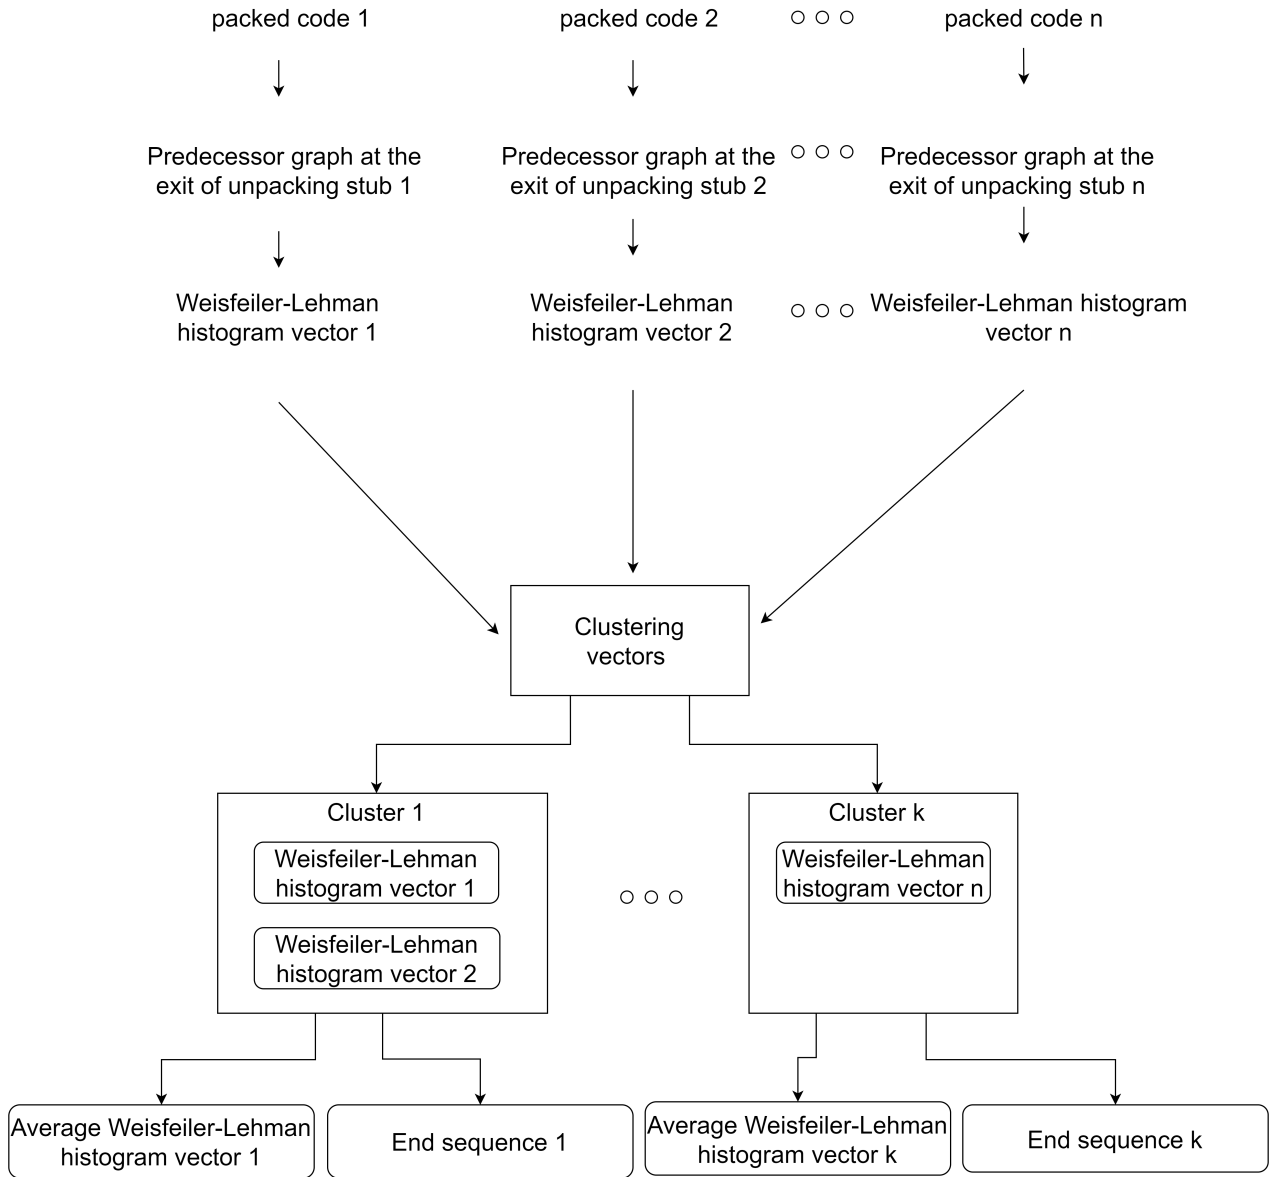 packed code 1
packed code 2
packed code n
Predecessor graph at the
exit of unpacking stub 1
Predecessor graph at the
exit of unpacking stub 2
Predecessor graph at the
exit of unpacking stub n
Weisfeiler-Lehman
histogram vector 1
Weisfeiler-Lehman
histogram vector 2
Weisfeiler-Lehman histogram
vector n
Clustering
vectors
Cluster 1
Weisfeiler-Lehman
histogram vector 1
Weisfeiler-Lehman
histogram vector 2
Cluster k
Weisfeiler-Lehman
histogram vector n
Average Weisfeiler-Lehman
histogram vector 1
End sequence 1
Average Weisfeiler-Lehman
histogram vector k
End sequence k